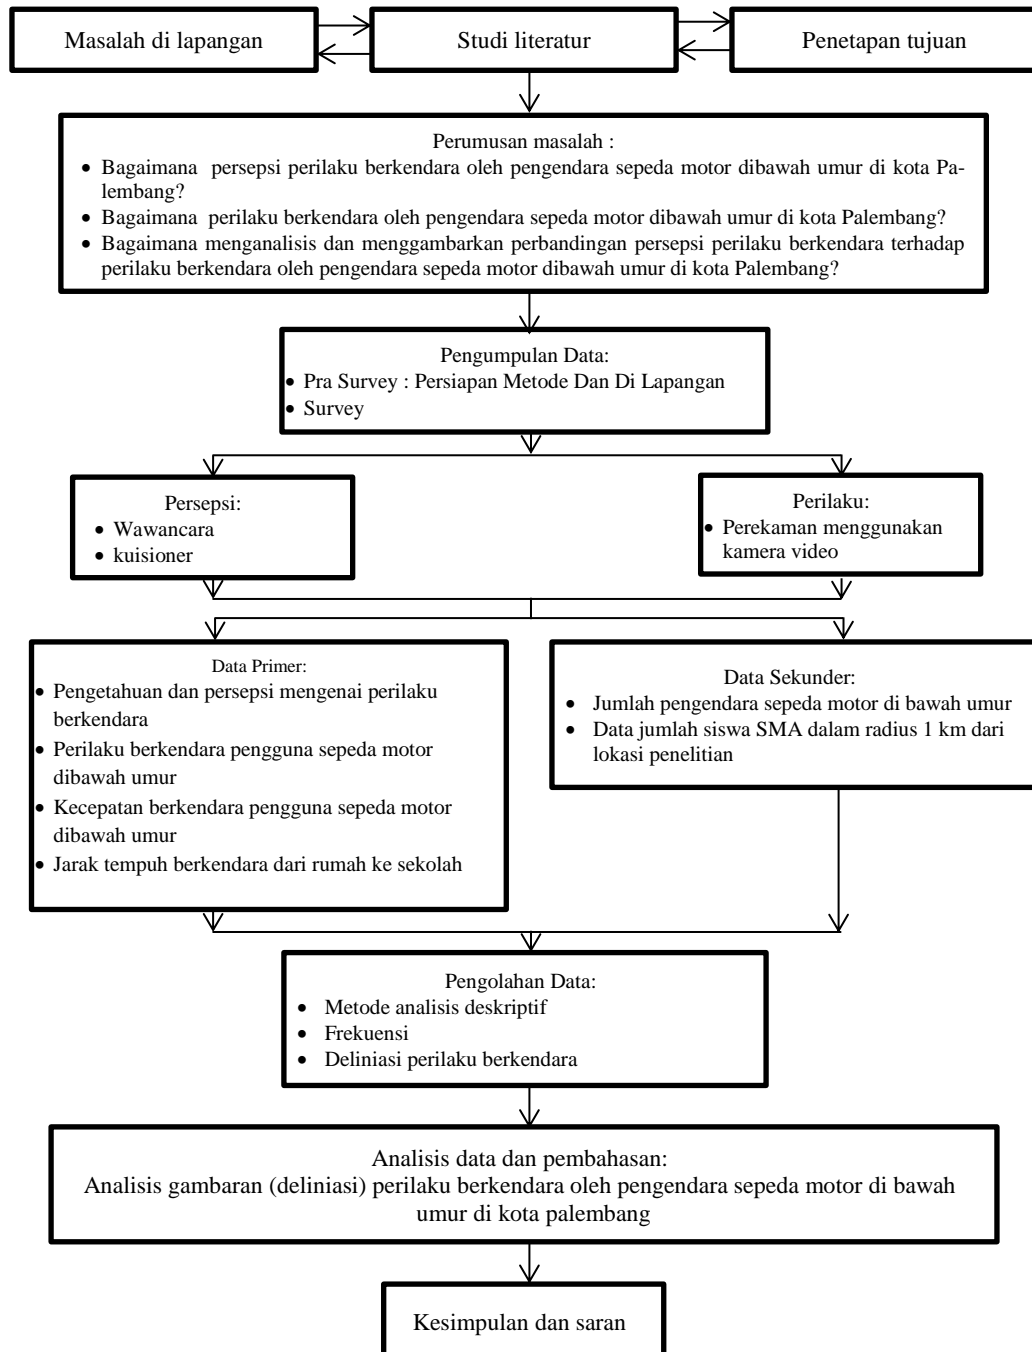 Masalah di lapangan
Studi literatur
Penetapan tujuan
Perumusan masalah :
• Bagaimana persepsi perilaku berkendara oleh pengendara sepeda motor dibawah umur di kota Pa-
lembang?
• Bagaimana perilaku berkendara oleh pengendara sepeda motor dibawah umur di kota Palembang?
• Bagaimana menganalisis dan menggambarkan perbandingan persepsi perilaku berkendara terhadap
perilaku berkendara oleh pengendara sepeda motor dibawah umur di kota Palembang?
Pengumpulan Data:
• Pra Survey : Persiapan Metode Dan Di Lapangan
• Survey
Persepsi:
• Wawancara
• kuisioner
Perilaku:
• Perekaman menggunakan
kamera video
Data Primer:
• Pengetahuan dan persepsi mengenai perilaku
berkendara
• Perilaku berkendara pengguna sepeda motor
dibawah umur
• Kecepatan berkendara pengguna sepeda motor
dibawah umur
• Jarak tempuh berkendara dari rumah ke sekolah
Data Sekunder:
• Jumlah pengendara sepeda motor di bawah umur
• Data jumlah siswa SMA dalam radius 1 km dari
lokasi penelitian
Pengolahan Data:
• Metode analisis deskriptif
• Frekuensi
• Deliniasi perilaku berkendara
Analisis data dan pembahasan:
Analisis gambaran (deliniasi) perilaku berkendara oleh pengendara sepeda motor di bawah
umur di kota palembang
Kesimpulan dan saran